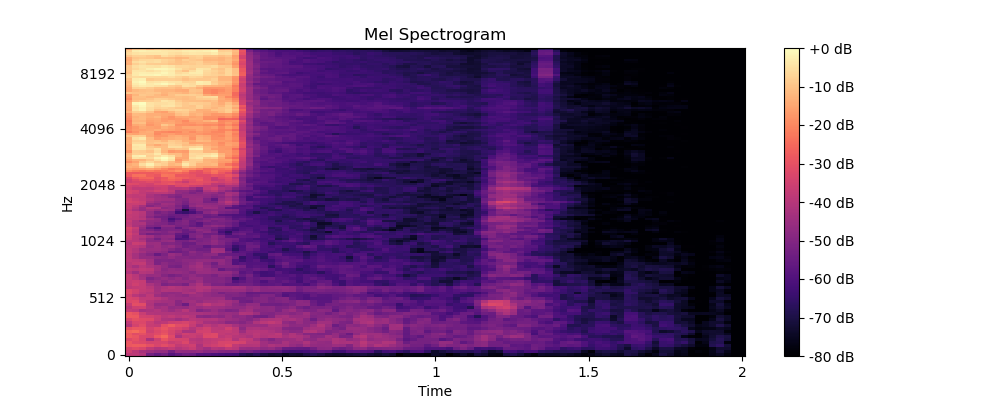 Mel Spectrogram
Hz
8192
4096
2048
1024
512
0
0
0.5
1
1.5
2
Time
+0 dB
-10 dB
-20 dB
-30 dB
-40 dB
-50 dB
-60 dB
-70 dB
-80 dB